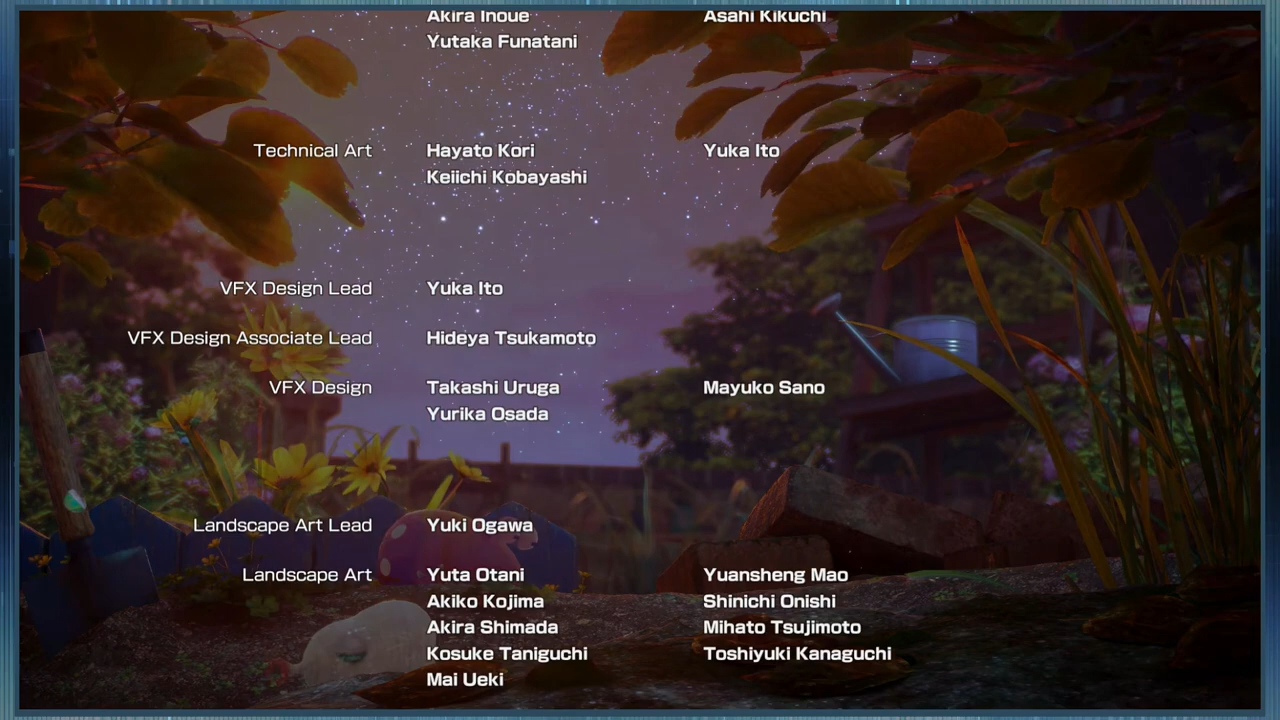 Akira Inoue Asahi Kikuchi
Yutaka Funatani
Technical Art Hayato Kori Yuka Ito
Keiichi Kobayashi
VFX Design Lead Yuka Ito
VFX Design Associate Lead Hideya Tsukamoto
VFX Design Takashi Uruga Mayuko Sano
Yurika Osada
Landscape Art Lead Yuki Ogawa
Landscape Art Yuta Otani Yuansheng Mao
Akiko Kojima Shinichi Onishi
Akira Shimada Mihato Tsujimoto
Kosuke Taniguchi Toshiyuki Kanaguchi
Mai Ueki